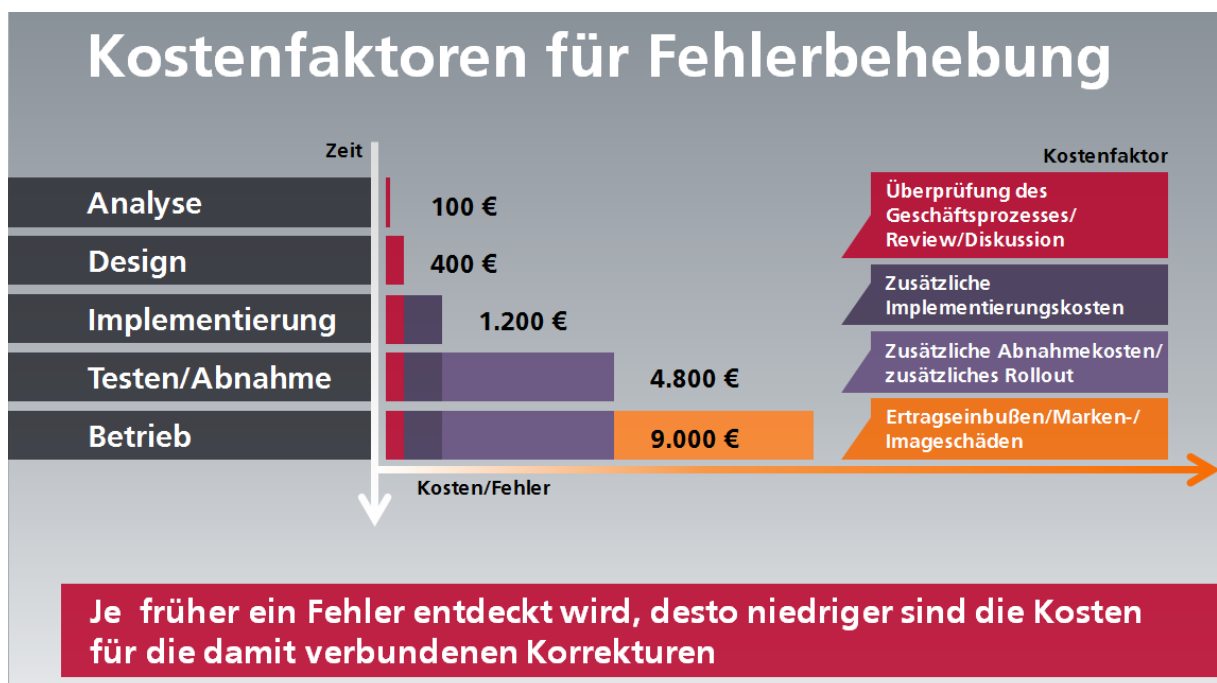 Kostenfaktoren für Fehlerbehebung
Zeit
Kostenfaktor
Analyse
100 €
Design
400 €
Implementierung
1.200 €
Testen/Abnahme
4.800 €
Betrieb
9.000 €
Überprüfung des
Geschäftsprozesses/
Review/Diskussion
Zusätzliche
Implementierungskosten
Zusätzliche Abnahmekosten/
zusätzliches Rollout
Ertragseinbußen/Marken-/
Imageschäden
Kosten/Fehler
Je früher ein Fehler entdeckt wird, desto niedriger sind die Kosten
für die damit verbundenen Korrekturen